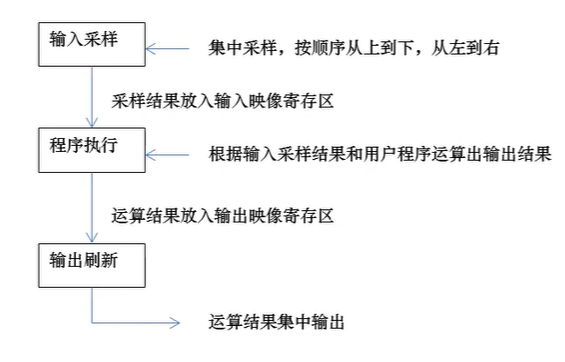 输入采样
集中采样，按顺序从上到下，从左到右
采样结果放入输入映像寄存区
程序执行
根据输入采样结果和用户程序运算出输出结果
运算结果放入输出映像寄存区
输出刷新
运算结果集中输出